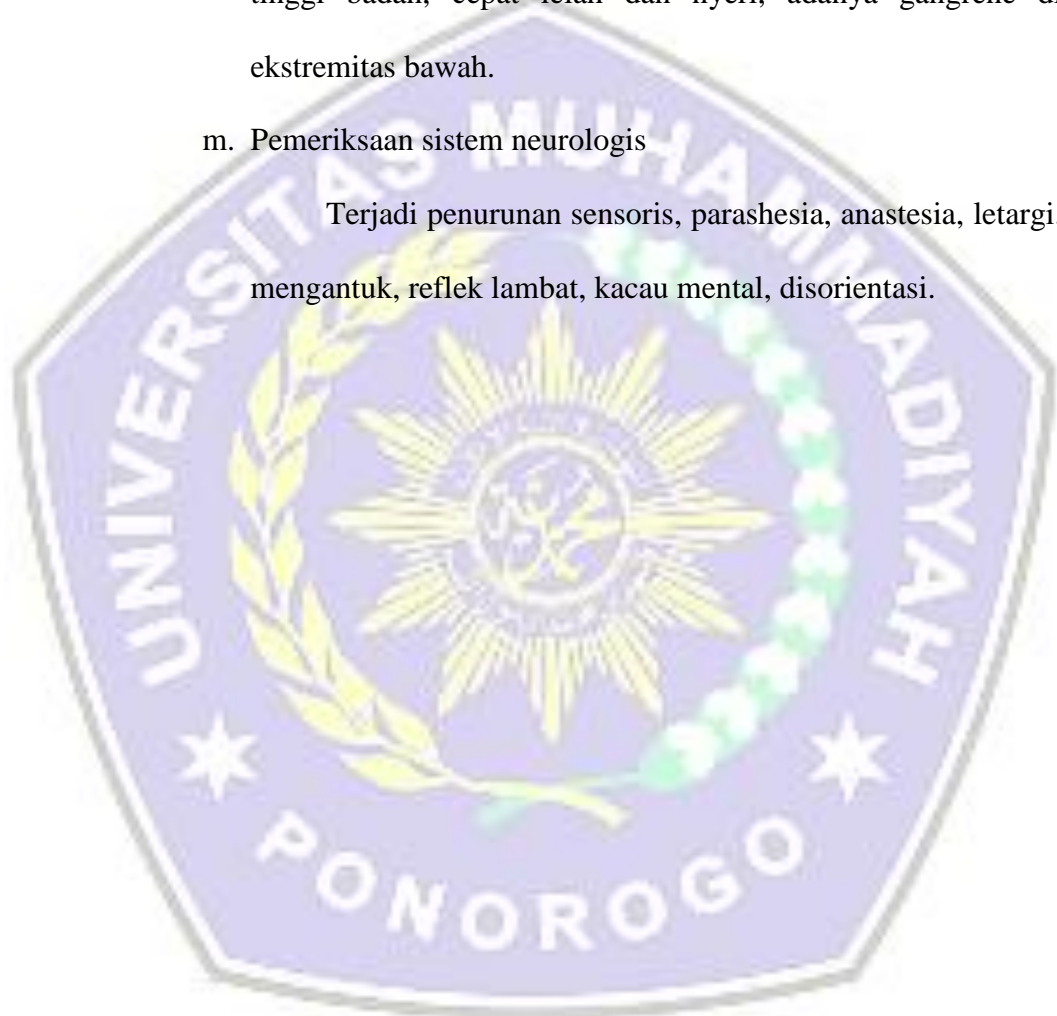 tinggi badan, cepat lelah dan nyeri, adanya gangrene di
ekstremitas bawah.
m. Pemeriksaan sistem neurologis
Terjadi penurunan sensoris, parashesia, anastesia, letargi,
mengantuk, reflek lambat, kacau mental, disorientasi.
UNIVERSITAS MUHAMMADIYAH
PONOROGO